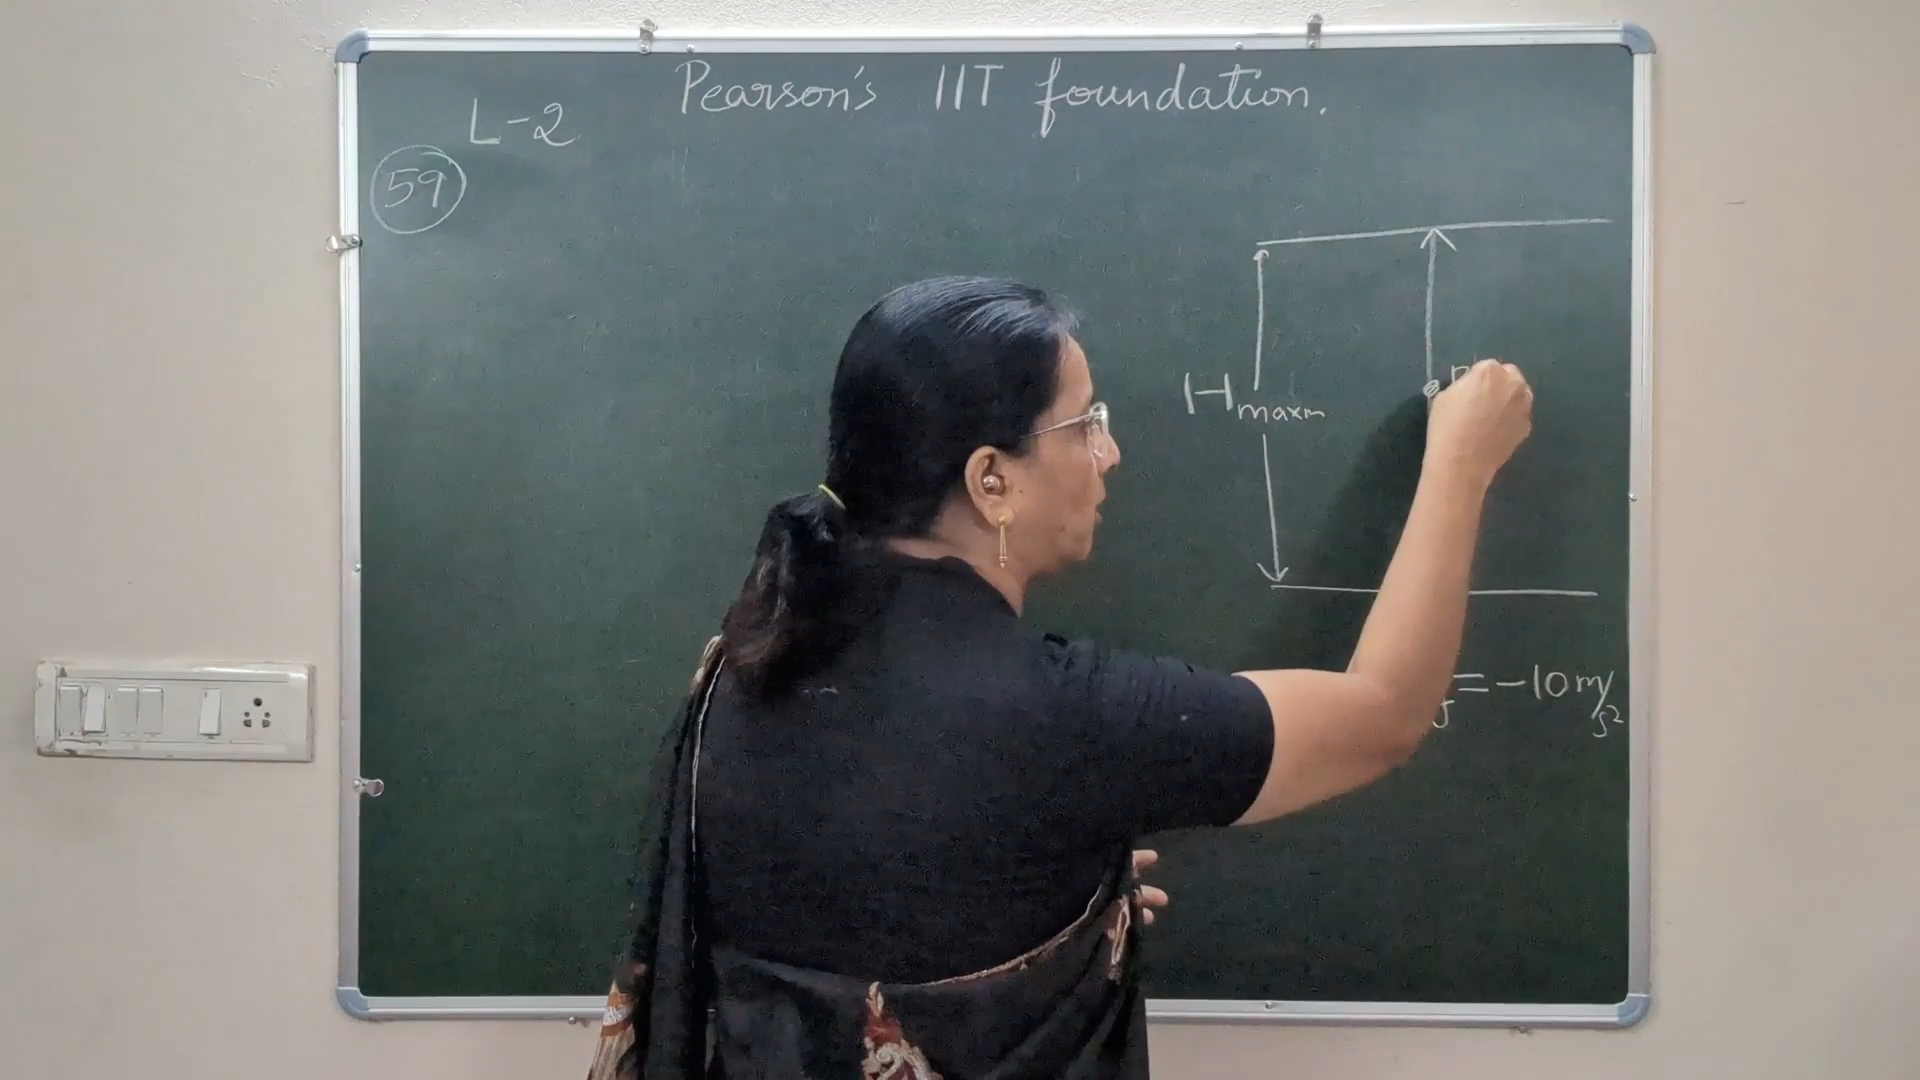 Pearson's IIT foundation.
L-2
59
Hmaxm
= -10 m/s²